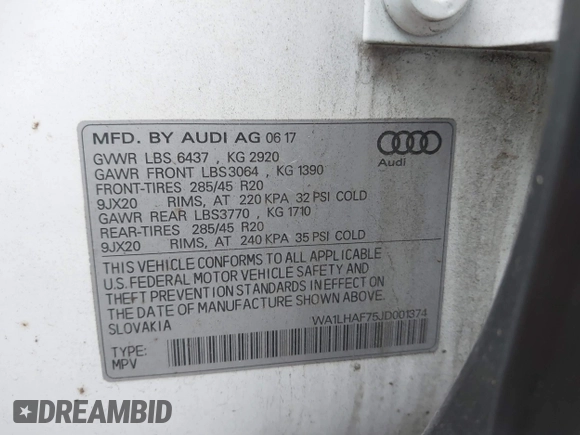 MFD. BY AUDI AG 06 17
GVWR LBS 6437 , KG 2920
GAWR FRONT LBS3064 , KG 1390
FRONT-TIRES 285/45 R20
9JX20 RIMS, AT 220 KPA 32 PSI COLD
GAWR REAR LBS3770 , KG 1710
REAR-TIRES 285/45 R20
9JX20 RIMS, AT 240 KPA 35 PSI COLD
Audi
THIS VEHICLE CONFORMS TO ALL APPLICABLE
U.S. FEDERAL MOTOR VEHICLE SAFETY AND
THEFT PREVENTION STANDARDS IN EFFECT ON
THE DATE OF MANUFACTURE SHOWN ABOVE.
SLOVAKIA
WA1LHAF75JD001374
TYPE:
MPV
DREAMBID